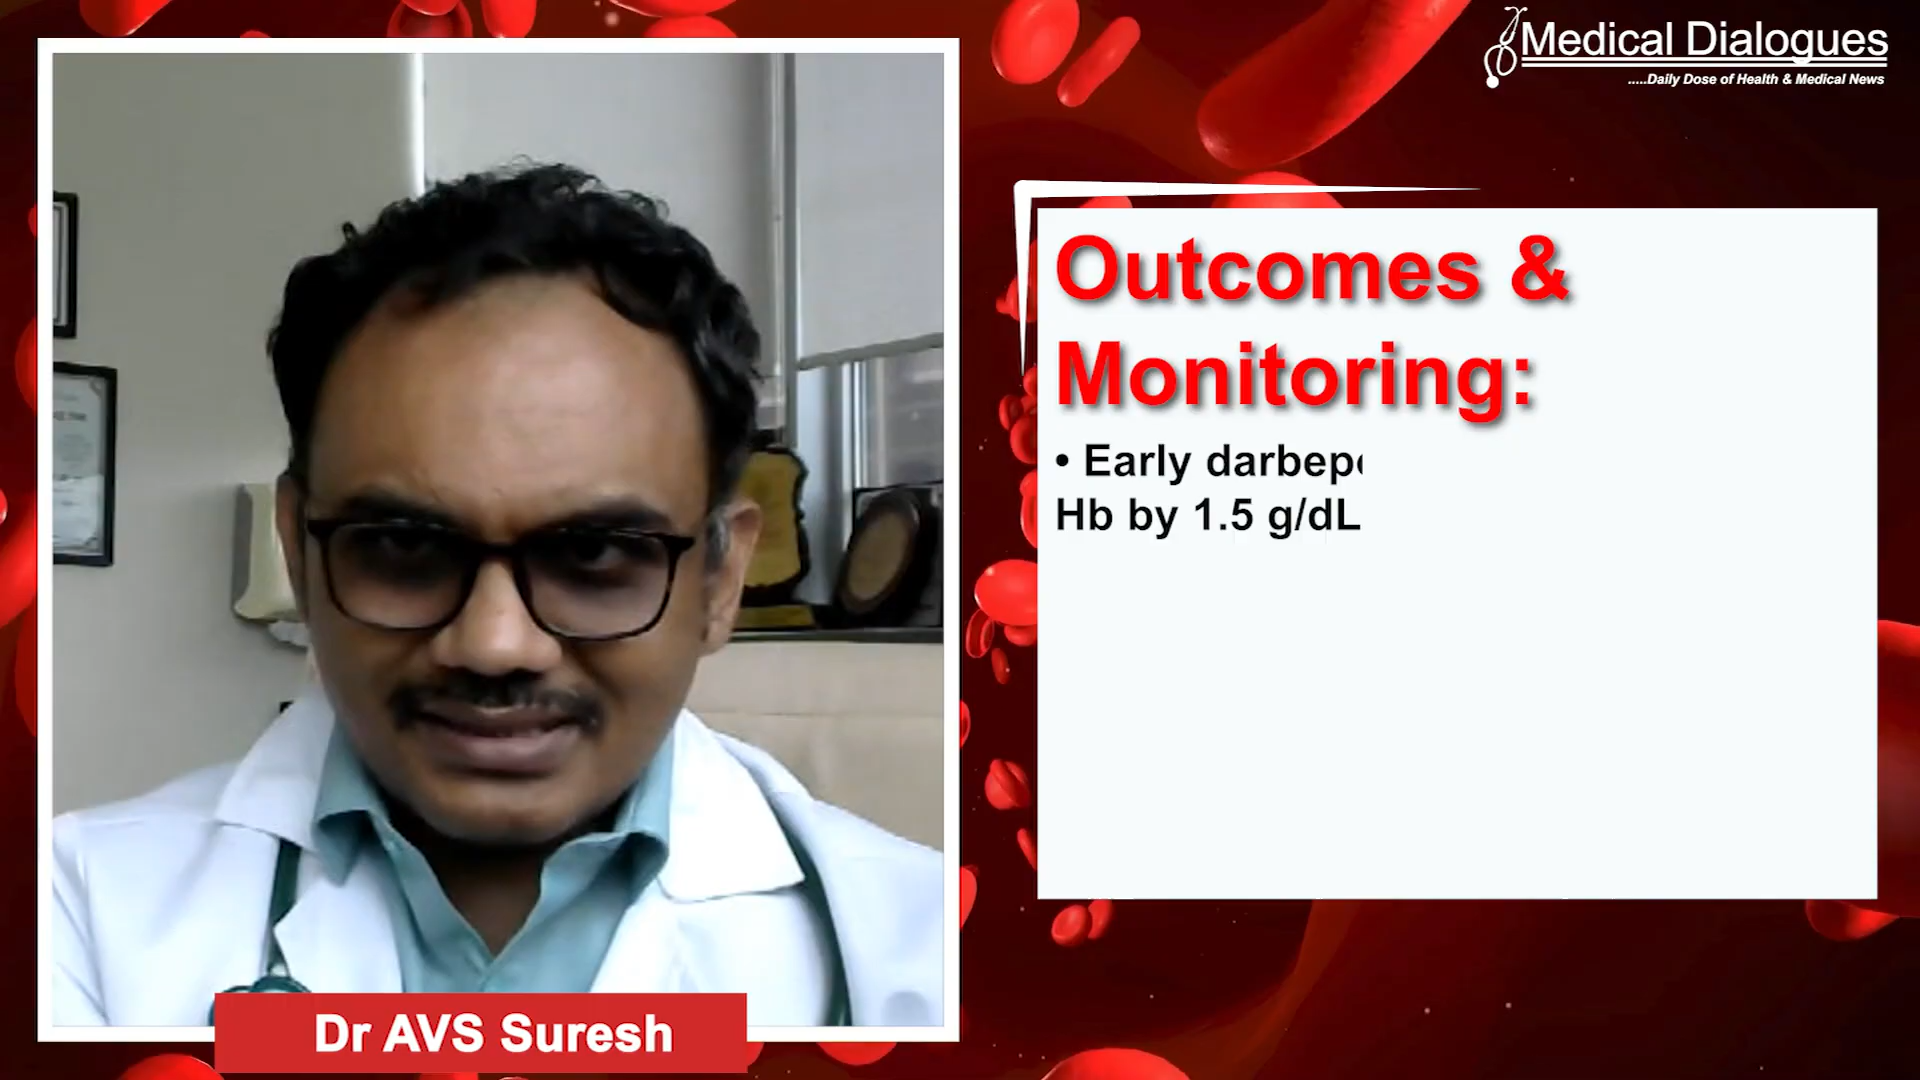 Medical Dialogues
.....Daily Dose of Health & Medical News
Outcomes &
Monitoring:
• Early
Hb by 1.5 g/dL
Dr AVS Suresh